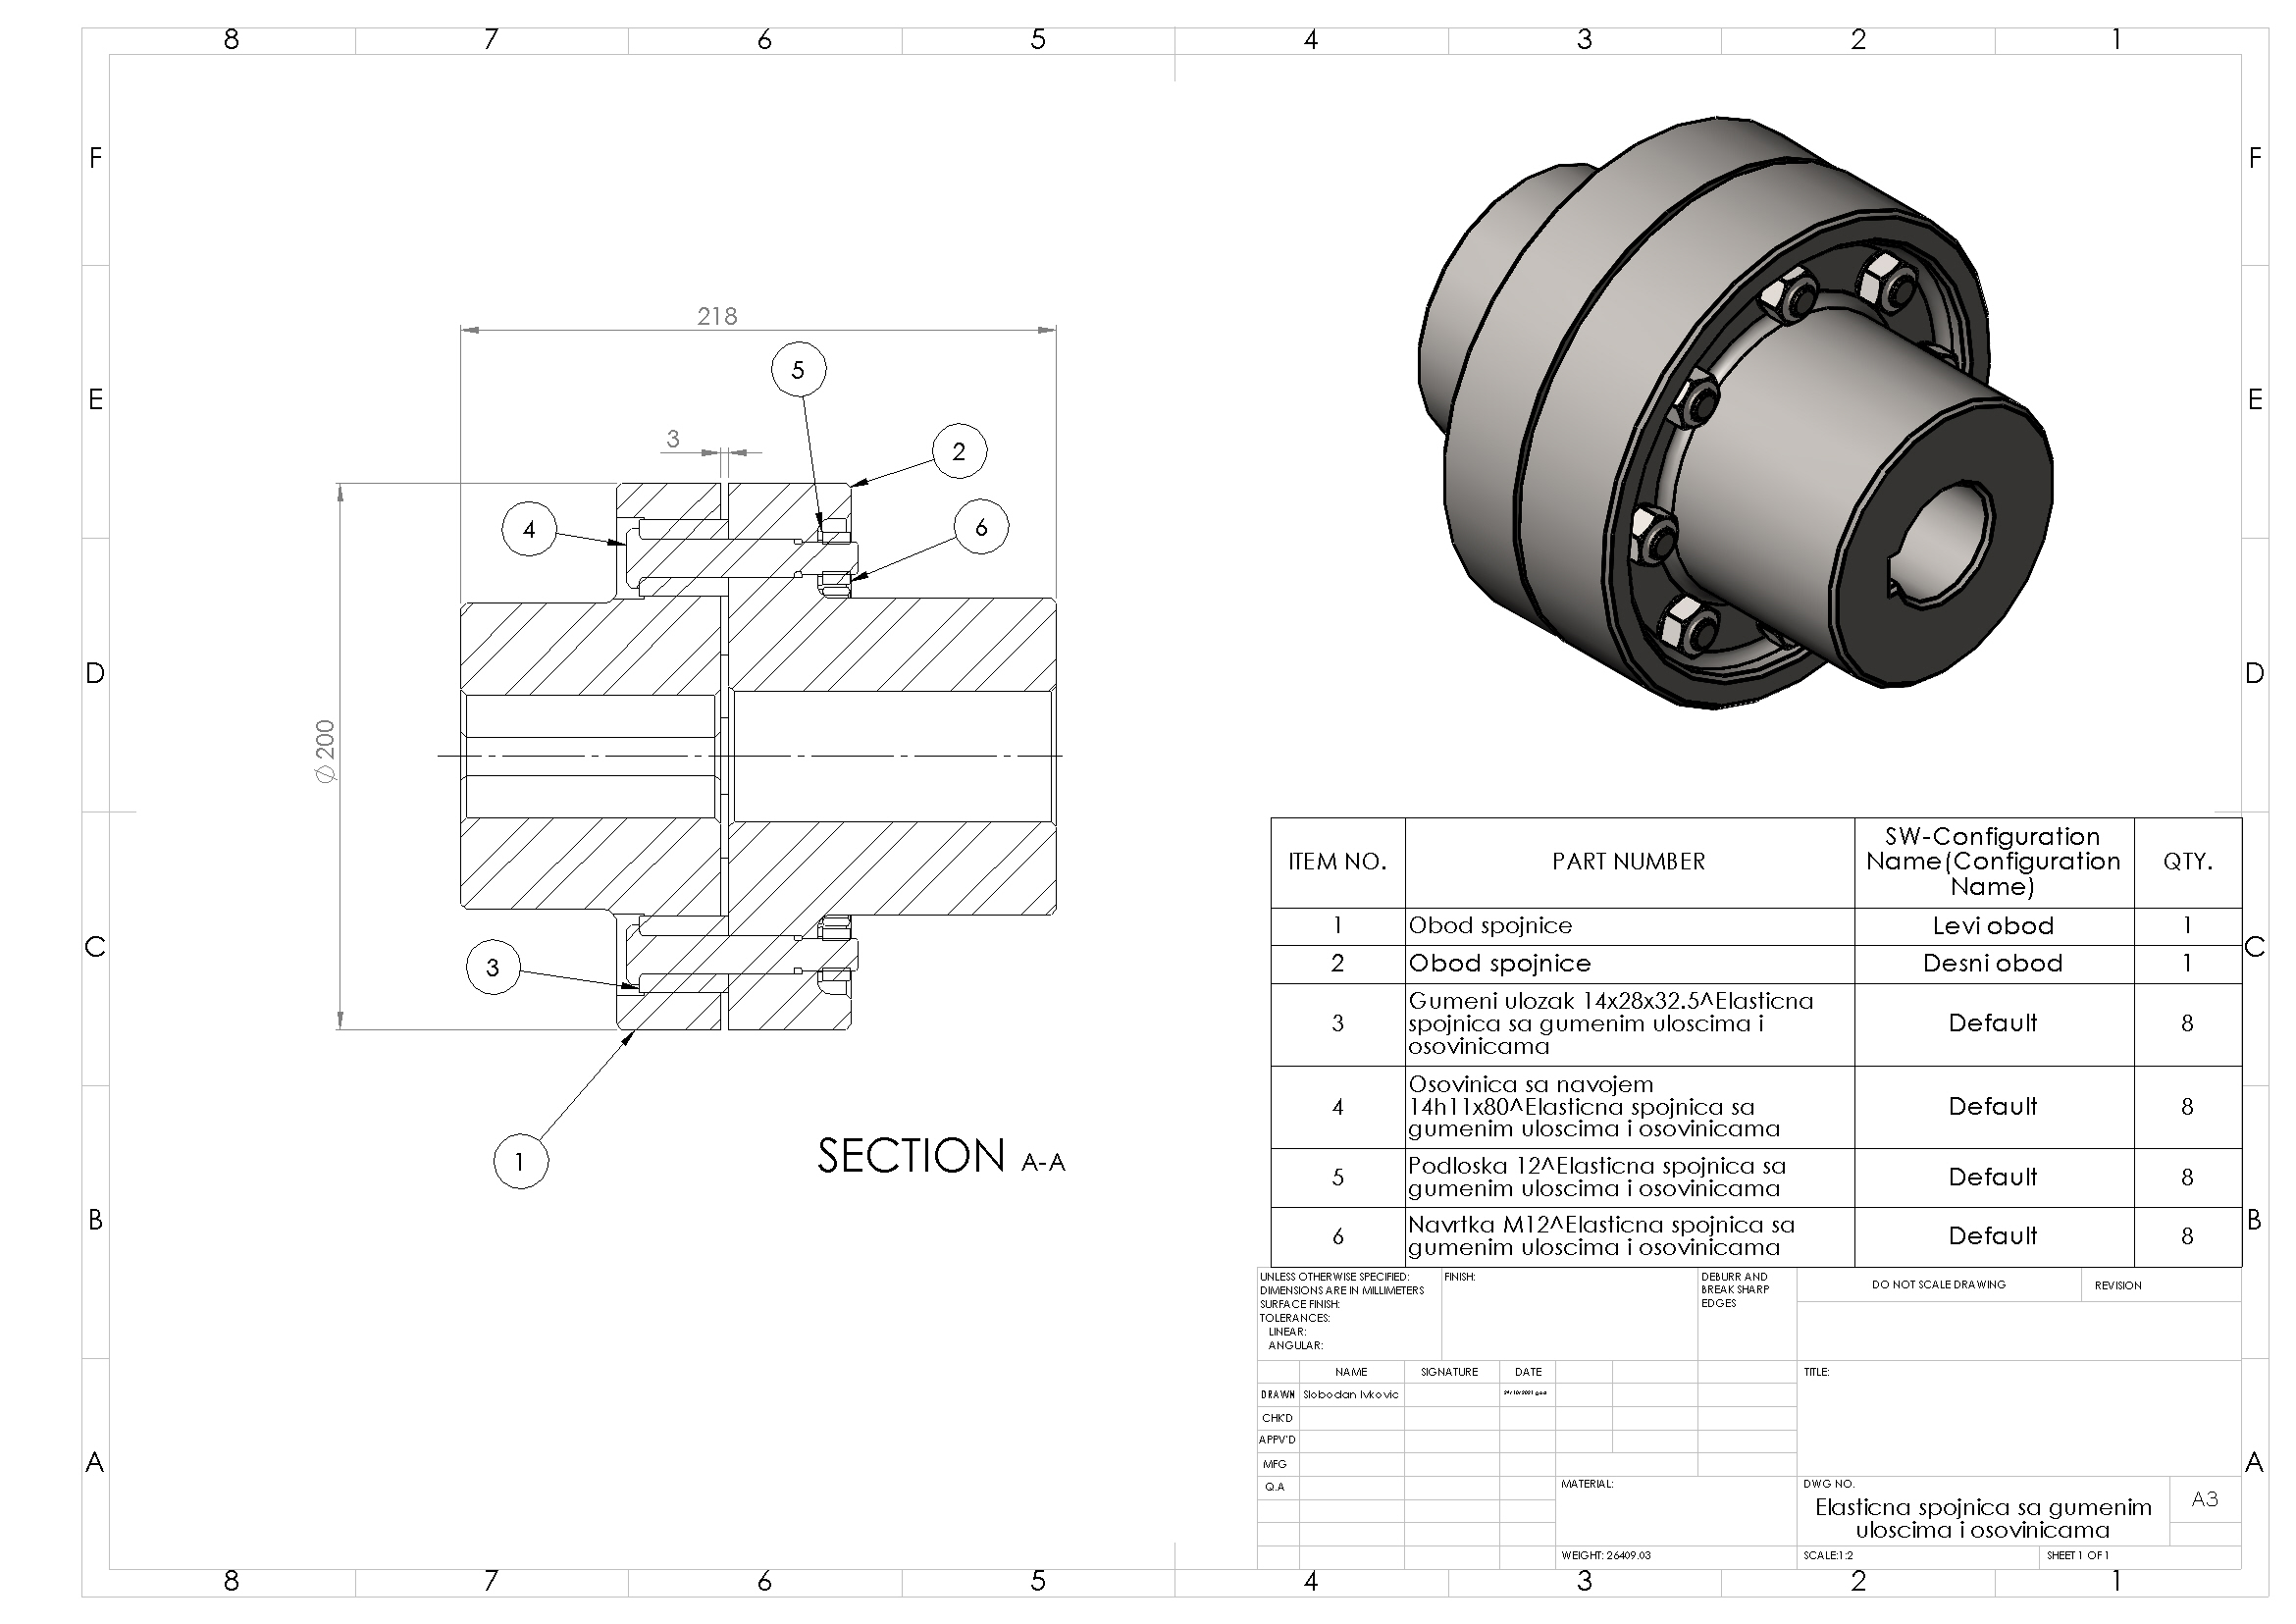 8 7 6 5 4 3 2 1
F F
E E
D D
C C
B B
A A
218
5
3
2
4
6
Ø200
3
1
SECTION A-A
ITEM NO. PART NUMBER SW-Configuration Name(Configuration Name) QTY.
1 Obod spojnice Levi obod 1
2 Obod spojnice Desni obod 1
3 Gumeni ulozak 14x28x32.5^Elasticna
spojnica sa gumenim uloscima i
osovinicama Default 8
4 Osovinica sa navojem
14h11x80^Elasticna spojnica sa
gumenim uloscima i osovinicama Default 8
5 Podloska 12^Elasticna spojnica sa
gumenim uloscima i osovinicama Default 8
6 Navrtka M12^Elasticna spojnica sa
gumenim uloscima i osovinicama Default 8
UNLESS OTHERWISE SPECIFIED:
DIMENSIONS ARE IN MILLIMETERS
SURFACE FINISH:
TOLERANCES:
LINEAR:
ANGULAR:
FINISH:
DEBURR AND
BREAK SHARP
EDGES
DO NOT SCALE DRAWING
REVISION
NAME SIGNATURE DATE
TITLE:
DRAWN Slobodan Ivkovic
CHK'D
APPV'D
MFG
Q.A
MATERIAL:
DWG NO.
Elasticna spojnica sa gumenim
uloscima i osovinicama
A3
WEIGHT: 26409.03
SCALE:1:2
SHEET 1 OF 1
8 7 6 5 4 3 2 1